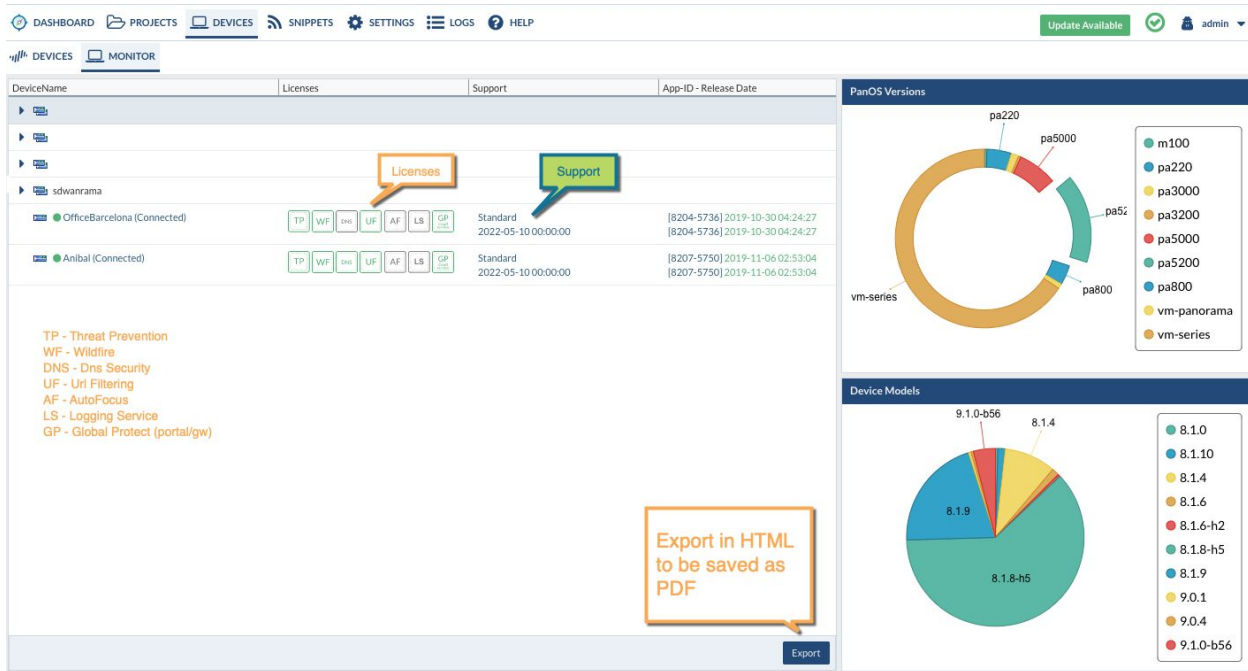 DASHBOARD PROJECTS DEVICES SNIPPETS SETTINGS LOGS HELP
Update Available admin
DEVICES MONITOR
DeviceName Licenses Support App-ID - Release Date
sdwanrama
Licenses
Support
OfficeBarcelona (Connected) TP WF DNS UF AF LS GP Standard [8204-5736] 2019-10-30 04:24:27
2022-05-10 00:00:00 [8204-5736] 2019-10-30 04:24:27
Anibal (Connected) TP WF DNS UF AF LS GP Standard [8207-5750] 2019-11-06 02:53:04
2022-05-10 00:00:00 [8207-5750] 2019-11-06 02:53:04
TP - Threat Prevention
WF - Wildfire
DNS - Dns Security
UF - Url Filtering
AF - AutoFocus
LS - Logging Service
GP - Global Protect (portal/gw)
Export in HTML
to be saved as
PDF
Export
PanOS Versions
pa220
pa5000
pa52
pa800
vm-series
m100
pa220
pa3000
pa3200
pa5000
pa5200
pa800
vm-panorama
vm-series
Device Models
9.1.0-b56
8.1.4
8.1.9
8.1.8-h5
8.1.0
8.1.10
8.1.4
8.1.6
8.1.6-h2
8.1.8-h5
8.1.9
9.0.1
9.0.4
9.1.0-b56